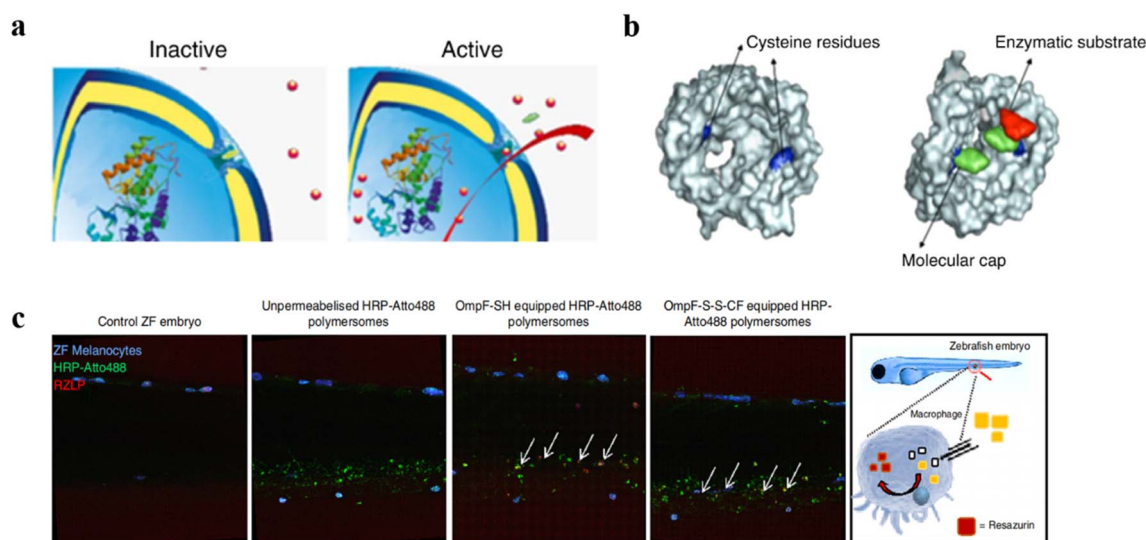 a
Inactive
Active
b
Cysteine residues
Enzymatic substrate
Molecular cap
c
Control ZF embryo
Unpermeabelised HRP-Atto488
polymersomes
OmpF-SH equipped HRP-Atto488
polymersomes
OmpF-S-S-CF equipped HRP-
Atto488 polymersomes
ZF Melanocytes
HRP-Atto488
RZLP
Zebrafish embryo
Macrophage
= Resazurin